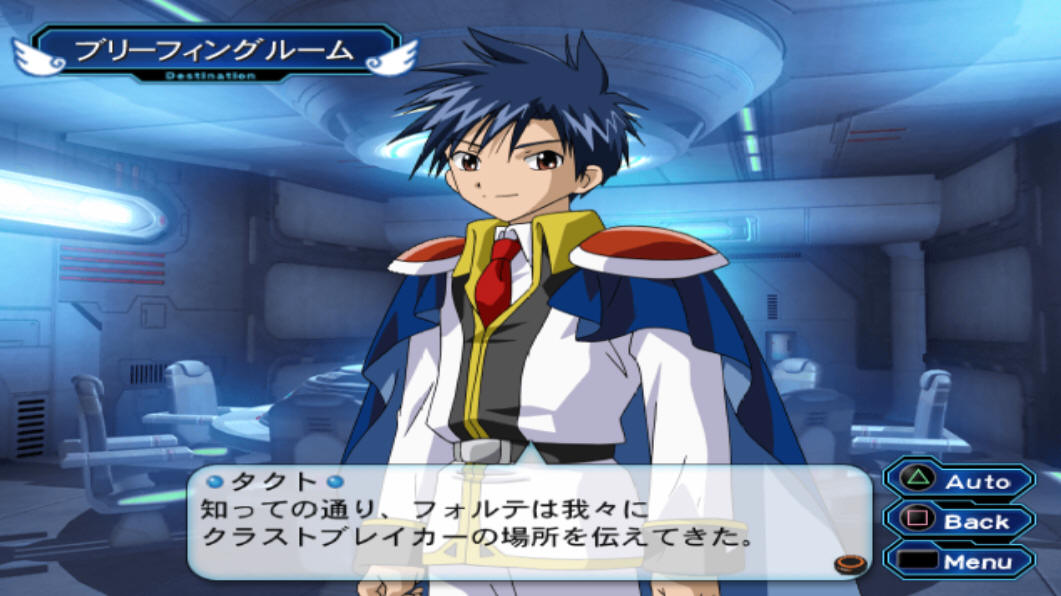 ブリーフィングルーム
Destination
タクト
知っての通り、フォルテは我々に
クラストブレイカーの場所を伝えてきた。
Auto
Back
Menu